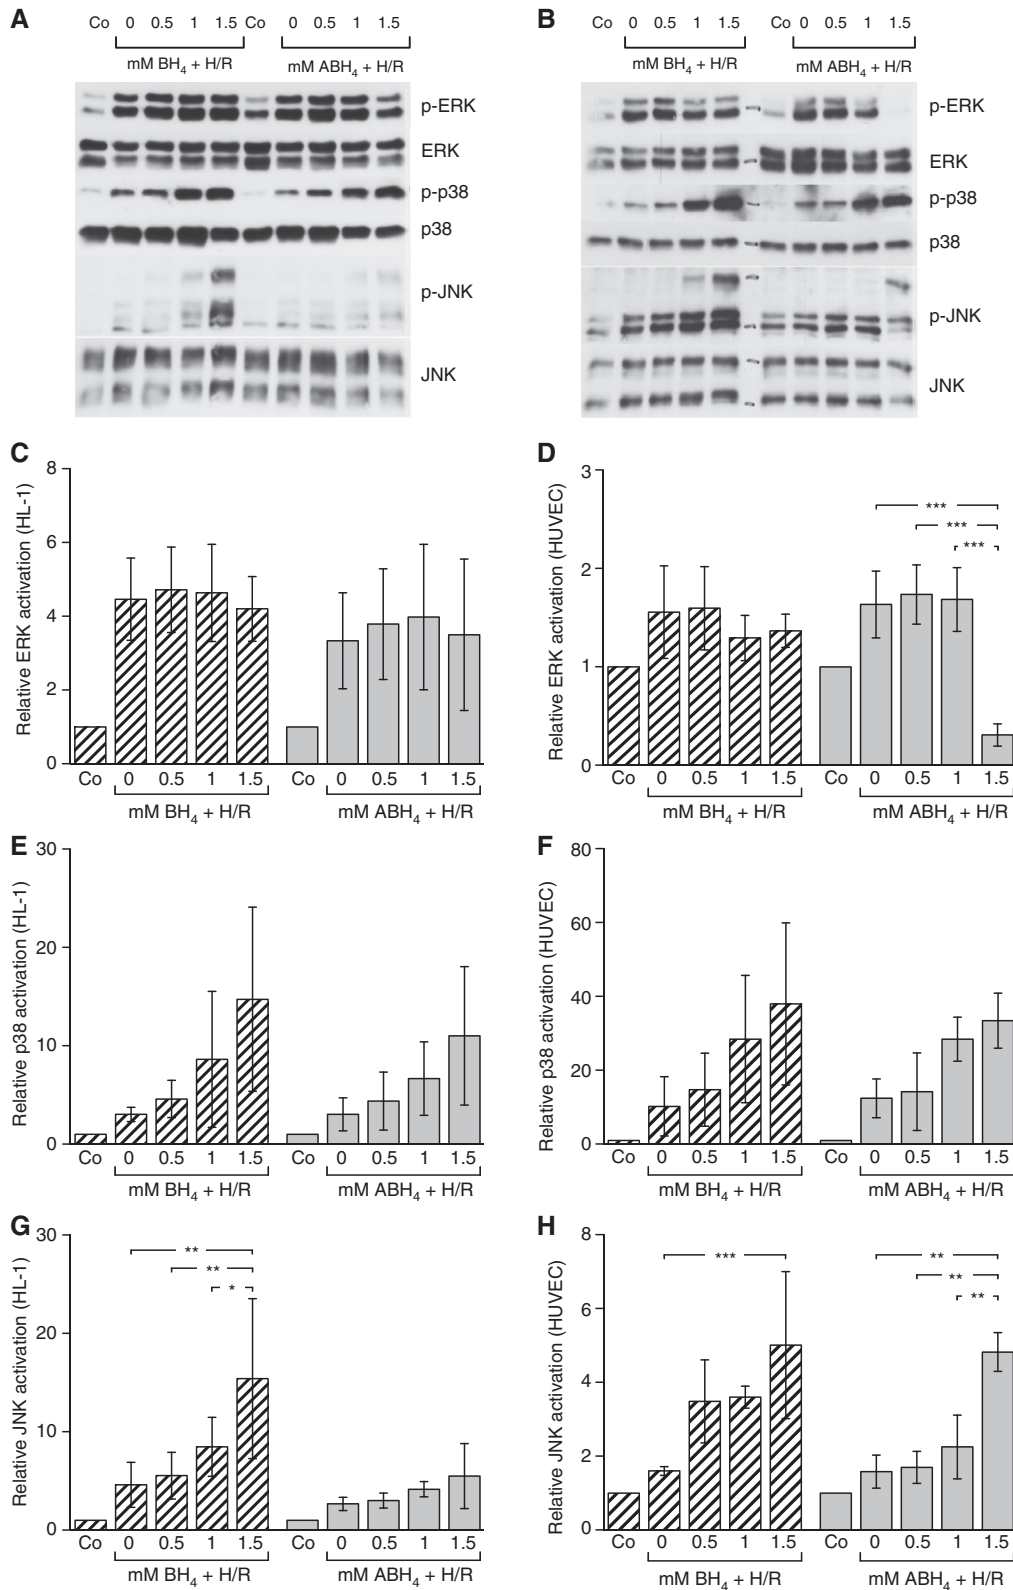 A
Co 0 0.5 1 1.5 Co 0 0.5 1 1.5
mM BH4 + H/R mM ABH4 + H/R
p-ERK
ERK
p-p38
p38
p-JNK
JNK
B
Co 0 0.5 1 1.5 Co 0 0.5 1 1.5
mM BH4 + H/R mM ABH4 + H/R
p-ERK
ERK
p-p38
p38
p-JNK
JNK
C
Relative ERK activation (HL-1)
8
6
4
2
0
Co 0 0.5 1 1.5 Co 0 0.5 1 1.5
mM BH4 + H/R mM ABH4 + H/R
D
Relative ERK activation (HUVEC)
3
2
1
0
***
***
***
Co 0 0.5 1 1.5 Co 0 0.5 1 1.5
mM BH4 + H/R mM ABH4 + H/R
E
Relative p38 activation (HL-1)
30
20
10
0
Co 0 0.5 1 1.5 Co 0 0.5 1 1.5
mM BH4 + H/R mM ABH4 + H/R
F
Relative p38 activation (HUVEC)
80
60
40
20
0
Co 0 0.5 1 1.5 Co 0 0.5 1 1.5
mM BH4 + H/R mM ABH4 + H/R
G
Relative JNK activation (HL-1)
30
20
10
0
**
**
*
Co 0 0.5 1 1.5 Co 0 0.5 1 1.5
mM BH4 + H/R mM ABH4 + H/R
H
Relative JNK activation (HUVEC)
8
6
4
2
0
*** **
**
**
Co 0 0.5 1 1.5 Co 0 0.5 1 1.5
mM BH4 + H/R mM ABH4 + H/R